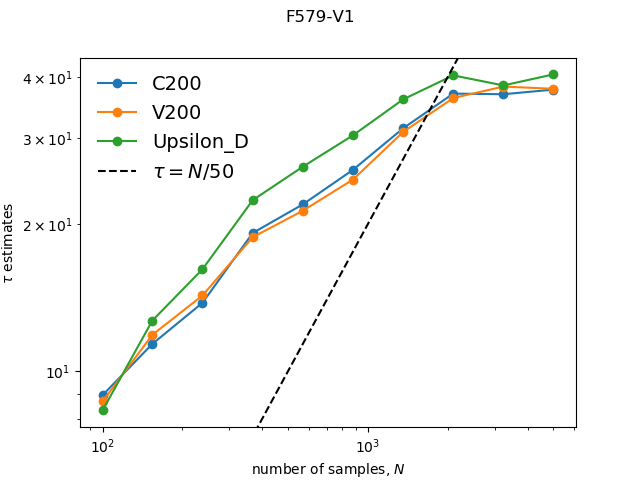 F579-V1
C200
V200
Upsilon_D
τ = N/50
4 × 10¹
3 × 10¹
2 × 10¹
10¹
τ estimates
10² 10³
number of samples, N